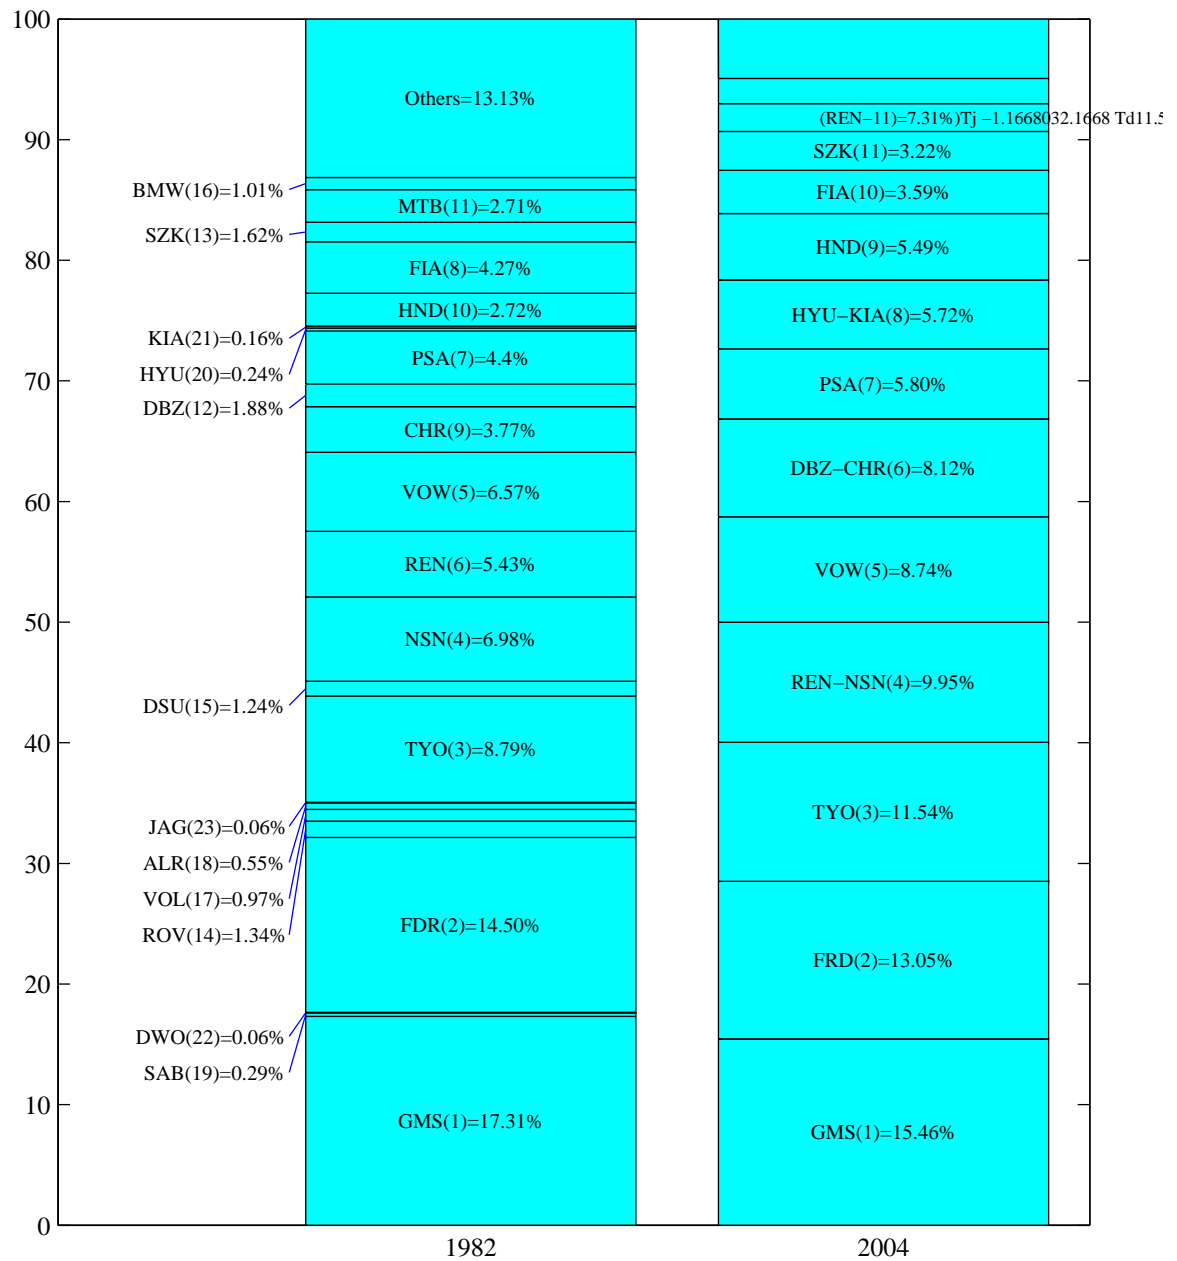 100
Others=13.13%
(REN−11)=7.31%)Tj −1.1668032.1668 Td11.5
90
SZK(11)=3.22%
BMW(16)=1.01%
FIA(10)=3.59%
MTB(11)=2.71%
SZK(13)=1.62%
HND(9)=5.49%
80
FIA(8)=4.27%
HND(10)=2.72%
HYU−KIA(8)=5.72%
KIA(21)=0.16%
PSA(7)=4.4%
HYU(20)=0.24%
70
PSA(7)=5.80%
DBZ(12)=1.88%
CHR(9)=3.77%
DBZ−CHR(6)=8.12%
VOW(5)=6.57%
60
REN(6)=5.43%
VOW(5)=8.74%
50
NSN(4)=6.98%
REN−NSN(4)=9.95%
DSU(15)=1.24%
40
TYO(3)=8.79%
TYO(3)=11.54%
JAG(23)=0.06%
30
ALR(18)=0.55%
VOL(17)=0.97%
FDR(2)=14.50%
ROV(14)=1.34%
FRD(2)=13.05%
20
DWO(22)=0.06%
SAB(19)=0.29%
10
GMS(1)=17.31%
GMS(1)=15.46%
0
1982
2004